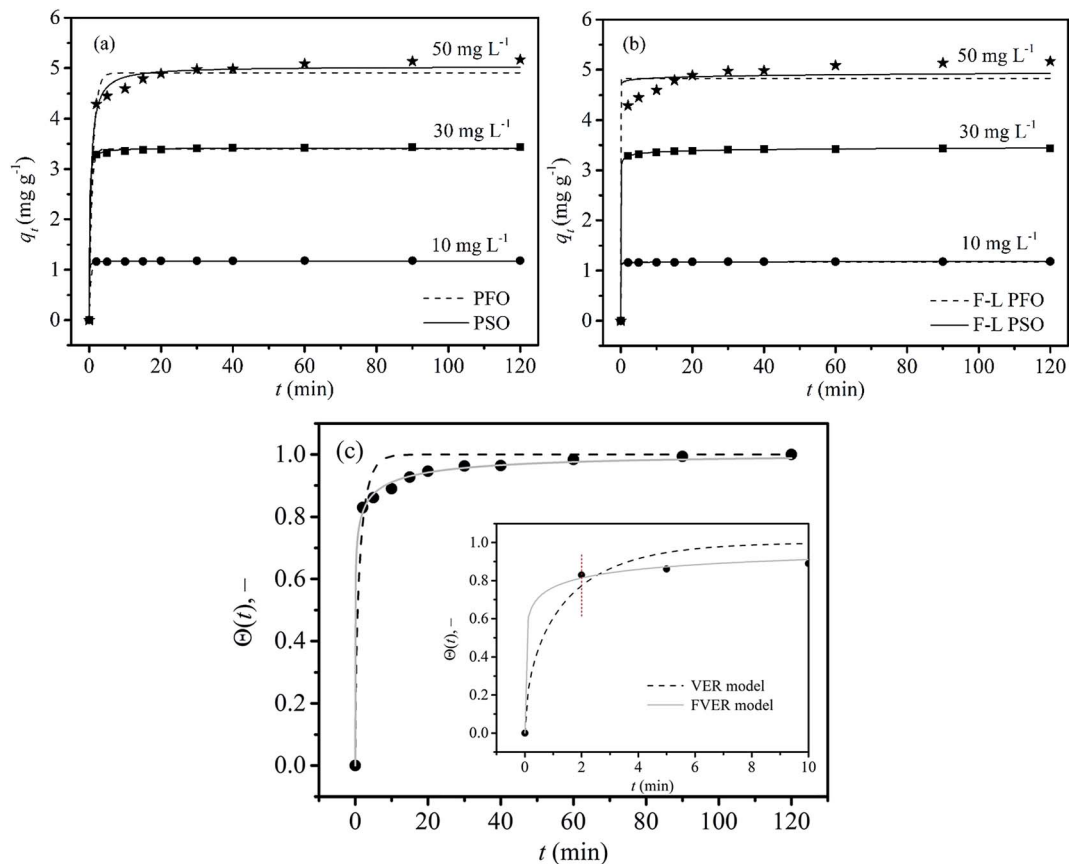 (a)
50 mg L⁻¹
30 mg L⁻¹
10 mg L⁻¹
PFO
PSO
6
5
4
3
2
1
0
qₜ (mg g⁻¹)
0 20 40 60 80 100 120
t (min)
(b)
50 mg L⁻¹
30 mg L⁻¹
10 mg L⁻¹
F-L PFO
F-L PSO
6
5
4
3
2
1
0
qₜ (mg g⁻¹)
0 20 40 60 80 100 120
t (min)
(c)
1.0
0.8
0.6
0.4
0.2
0.0
Θ(t), –
0 20 40 60 80 100 120
t (min)
1.0
0.8
0.6
0.4
0.2
0.0
Θ(t), –
VER model
FVER model
0 2 4 6 8 10
t (min)